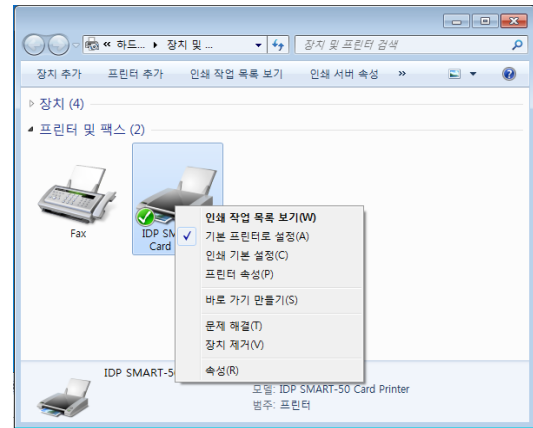 « 하드... ▸ 장치 및 ...
장치 및 프린터 검색
장치 추가 프린터 추가 인쇄 작업 목록 보기 인쇄 서버 속성 »
장치 (4)
프린터 및 팩스 (2)
Fax
IDP SM
Card
인쇄 작업 목록 보기(W)
기본 프린터로 설정(A)
인쇄 기본 설정(C)
프린터 속성(P)
바로 가기 만들기(S)
문제 해결(T)
장치 제거(V)
속성(R)
IDP SMART-5
모델: IDP SMART-50 Card Printer
범주: 프린터